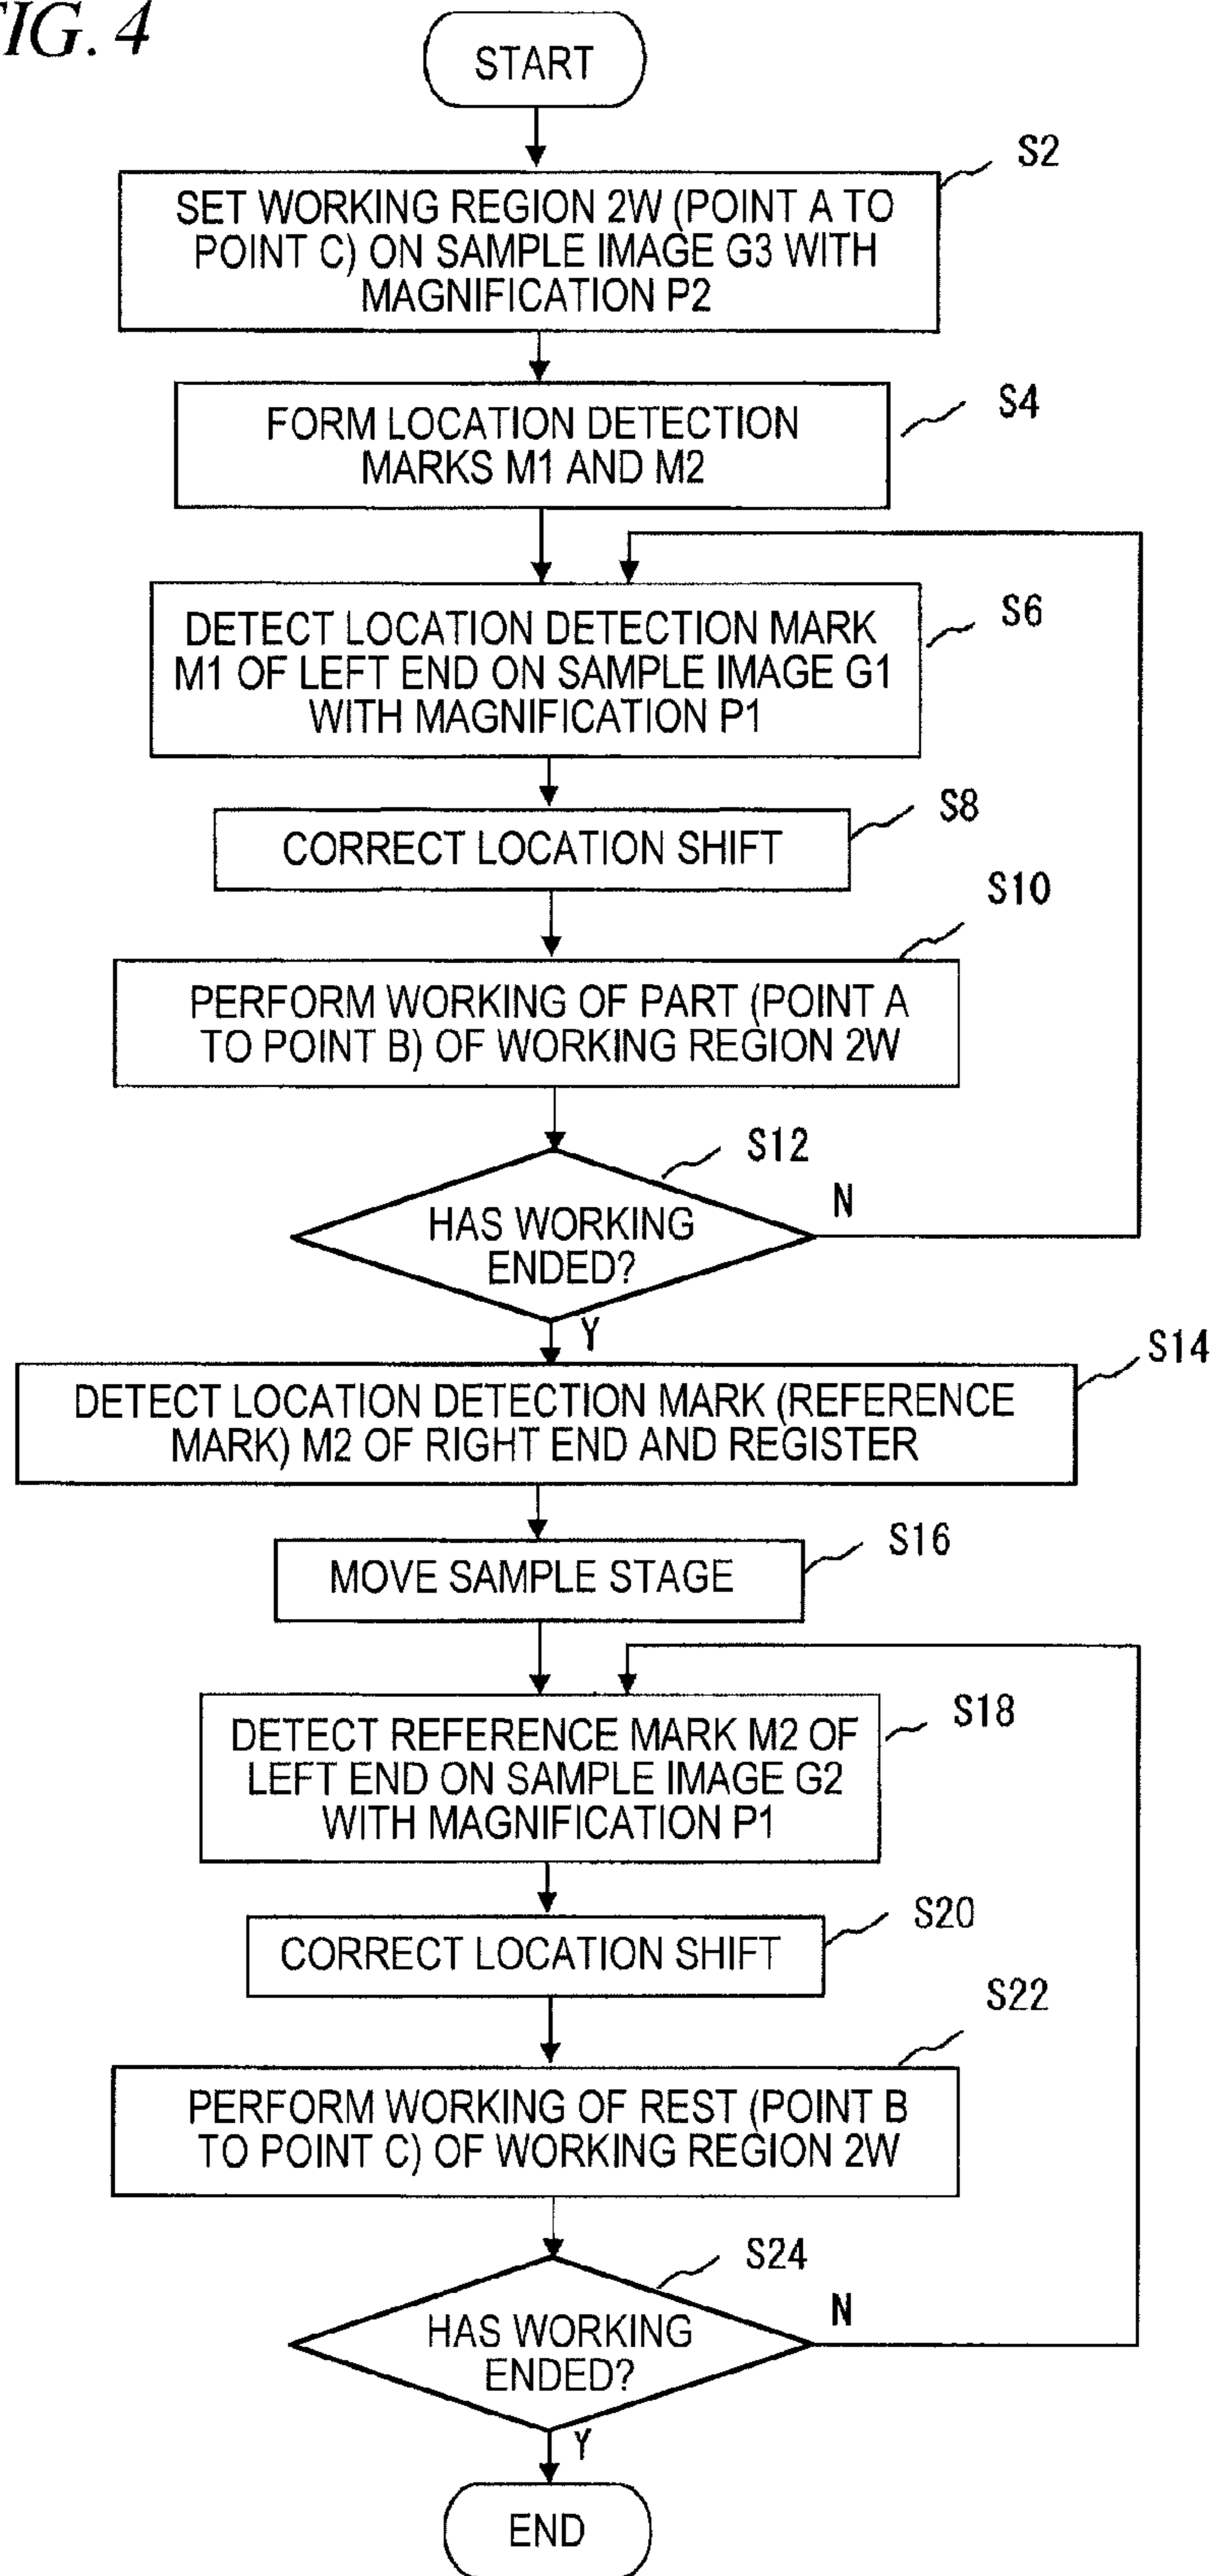 FIG. 4
START
S2
SET WORKING REGION 2W (POINT A TO
POINT C) ON SAMPLE IMAGE G3 WITH
MAGNIFICATION P2
S4
FORM LOCATION DETECTION
MARKS M1 AND M2
S6
DETECT LOCATION DETECTION MARK
M1 OF LEFT END ON SAMPLE IMAGE G1
WITH MAGNIFICATION P1
S8
CORRECT LOCATION SHIFT
S10
PERFORM WORKING OF PART (POINT A
TO POINT B) OF WORKING REGION 2W
S12
N
HAS WORKING
ENDED?
Y
S14
DETECT LOCATION DETECTION MARK (REFERENCE
MARK) M2 OF RIGHT END AND REGISTER
S16
MOVE SAMPLE STAGE
S18
DETECT REFERENCE MARK M2 OF
LEFT END ON SAMPLE IMAGE G2
WITH MAGNIFICATION P1
S20
CORRECT LOCATION SHIFT
S22
PERFORM WORKING OF REST (POINT B
TO POINT C) OF WORKING REGION 2W
S24
N
HAS WORKING
ENDED?
Y
END